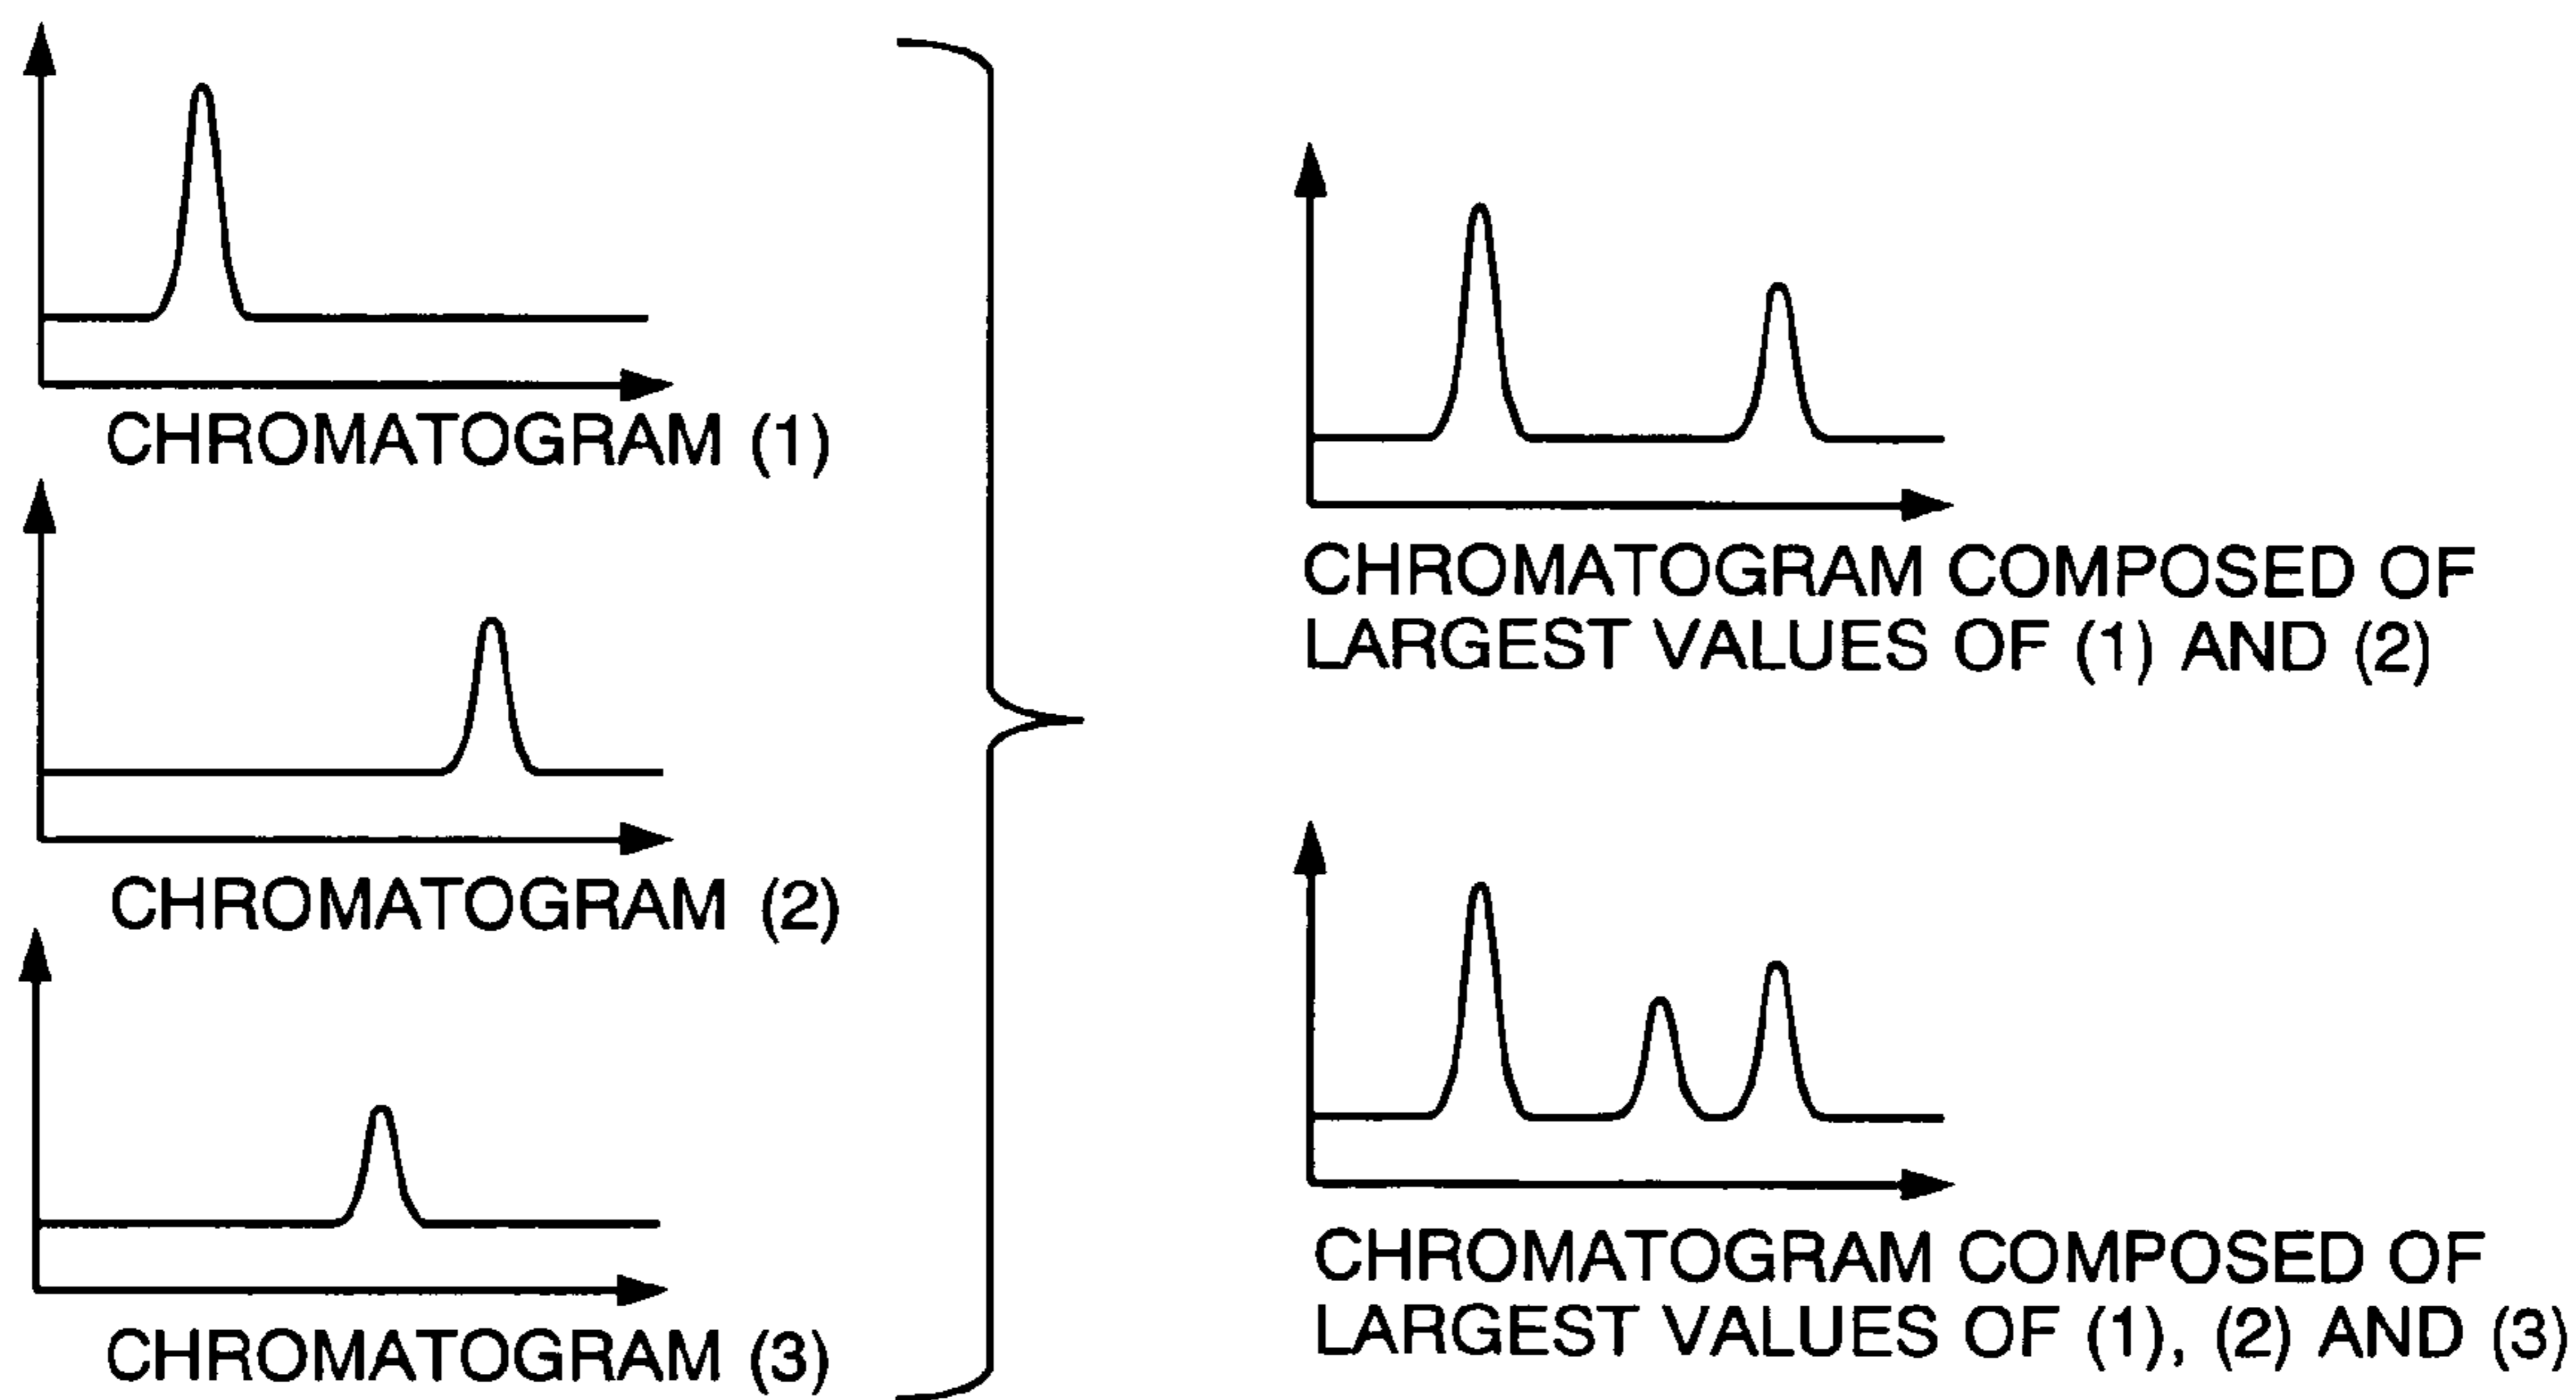 CHROMATOGRAM (1)
CHROMATOGRAM (2)
CHROMATOGRAM (3)
CHROMATOGRAM COMPOSED OF
LARGEST VALUES OF (1) AND (2)
CHROMATOGRAM COMPOSED OF
LARGEST VALUES OF (1), (2) AND (3)